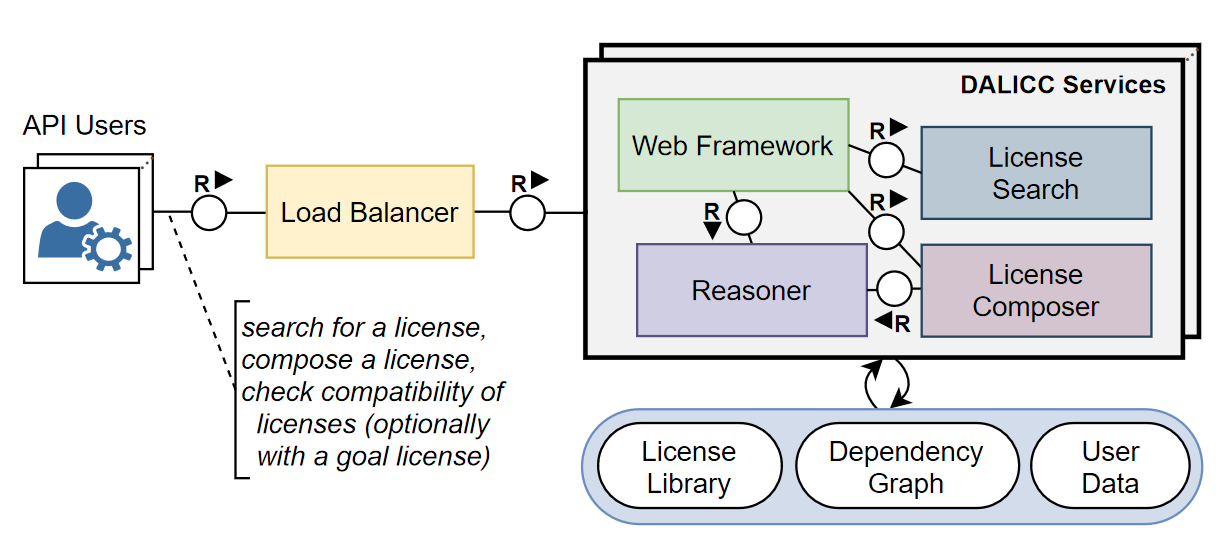 API Users
R
Load Balancer
R
search for a license,
compose a license,
check compatibility of
licenses (optionally
with a goal license)
DALICC Services
Web Framework
R
License
Search
R
R
Reasoner
License
Composer
R
License
Library
Dependency
Graph
User
Data